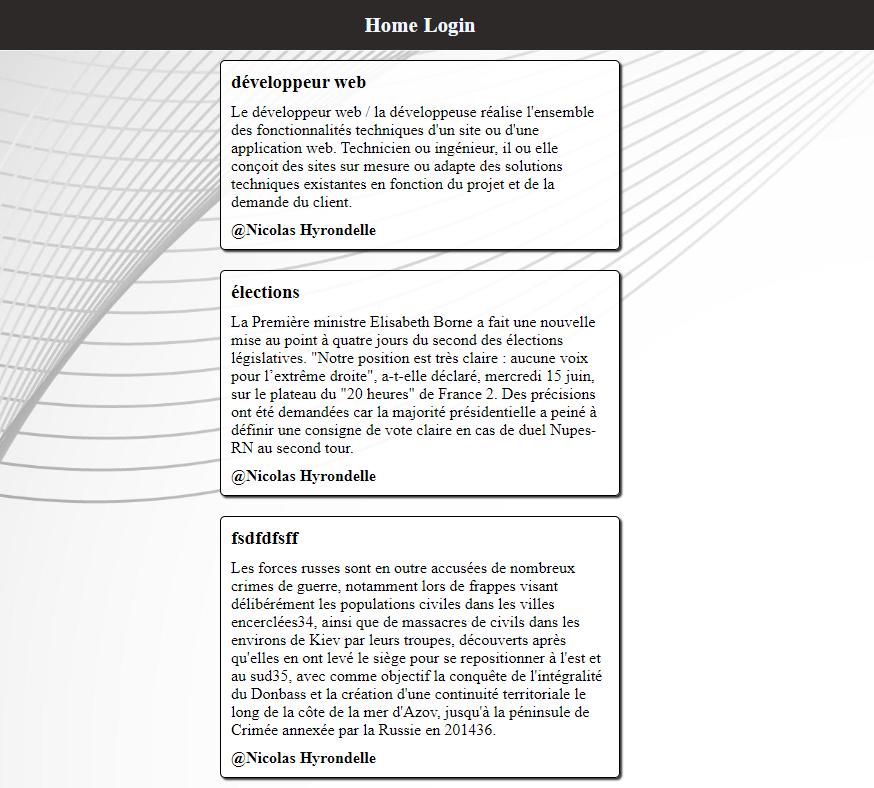 Home Login
développeur web
Le développeur web / la développeuse réalise l'ensemble
des fonctionnalités techniques d'un site ou d'une
application web. Technicien ou ingénieur, il ou elle
conçoit des sites sur mesure ou adapte des solutions
techniques existantes en fonction du projet et de la
demande du client.
@Nicolas Hyrondelle
élections
La Première ministre Elisabeth Borne a fait une nouvelle
mise au point à quatre jours du second des élections
législatives. "Notre position est très claire : aucune voix
pour l’extrême droite", a-t-elle déclaré, mercredi 15 juin,
sur le plateau du "20 heures" de France 2. Des précisions
ont été demandées car la majorité présidentielle a peiné à
définir une consigne de vote claire en cas de duel Nupes-
RN au second tour.
@Nicolas Hyrondelle
fsdfdfsff
Les forces russes sont en outre accusées de nombreux
crimes de guerre, notamment lors de frappes visant
délibérément les populations civiles dans les villes
encerclées34, ainsi que de massacres de civils dans les
environs de Kiev par leurs troupes, découverts après
qu'elles en ont levé le siège pour se repositionner à l'est et
au sud35, avec comme objectif la conquête de l'intégralité
du Donbass et la création d'une continuité territoriale le
long de la côte de la mer d'Azov, jusqu'à la péninsule de
Crimée annexée par la Russie en 201436.
@Nicolas Hyrondelle